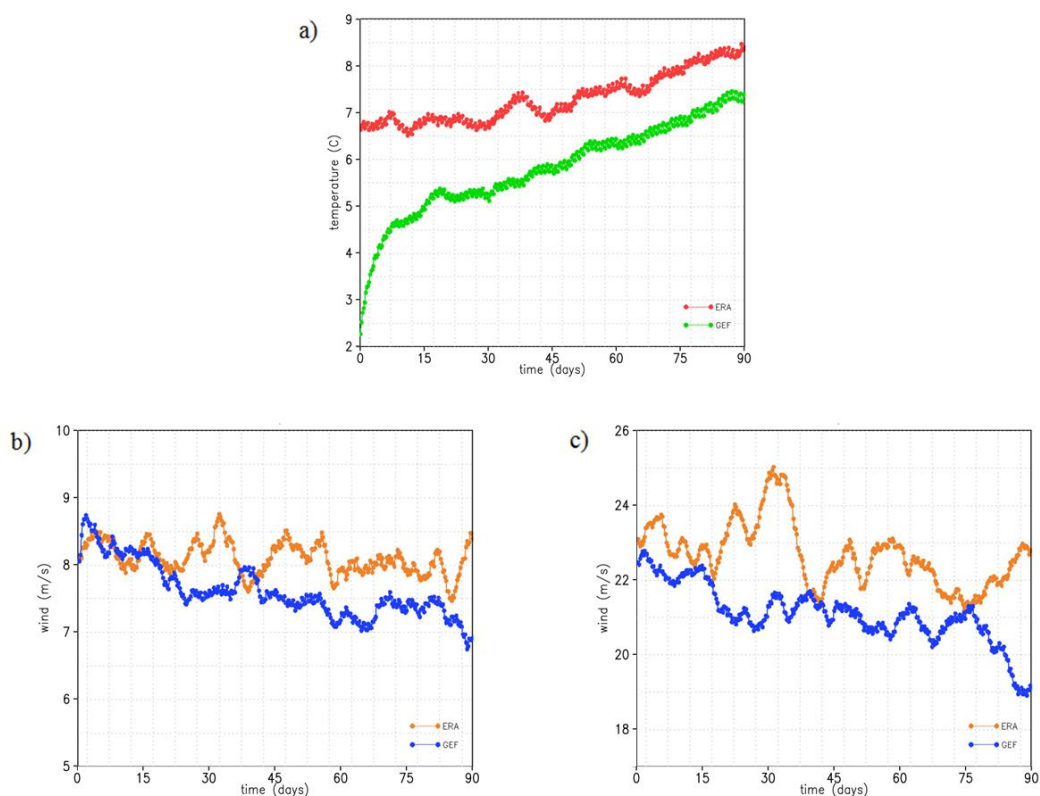 a)
9
8
7
6
5
4
3
2
temperature (C)
ERA
GEF
0 15 30 45 60 75 90
time (days)
b)
10
9
8
7
6
5
wind (m/s)
ERA
GEF
0 15 30 45 60 75 90
time (days)
c)
26
24
22
20
18
wind (m/s)
ERA
GEF
0 15 30 45 60 75 90
time (days)